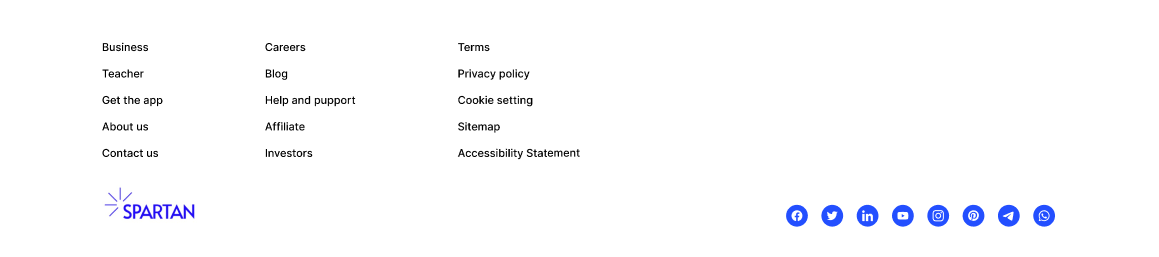 Business
Teacher
Get the app
About us
Contact us
Careers
Blog
Help and pupport
Affiliate
Investors
Terms
Privacy policy
Cookie setting
Sitemap
Accessibility Statement
SPARTAN